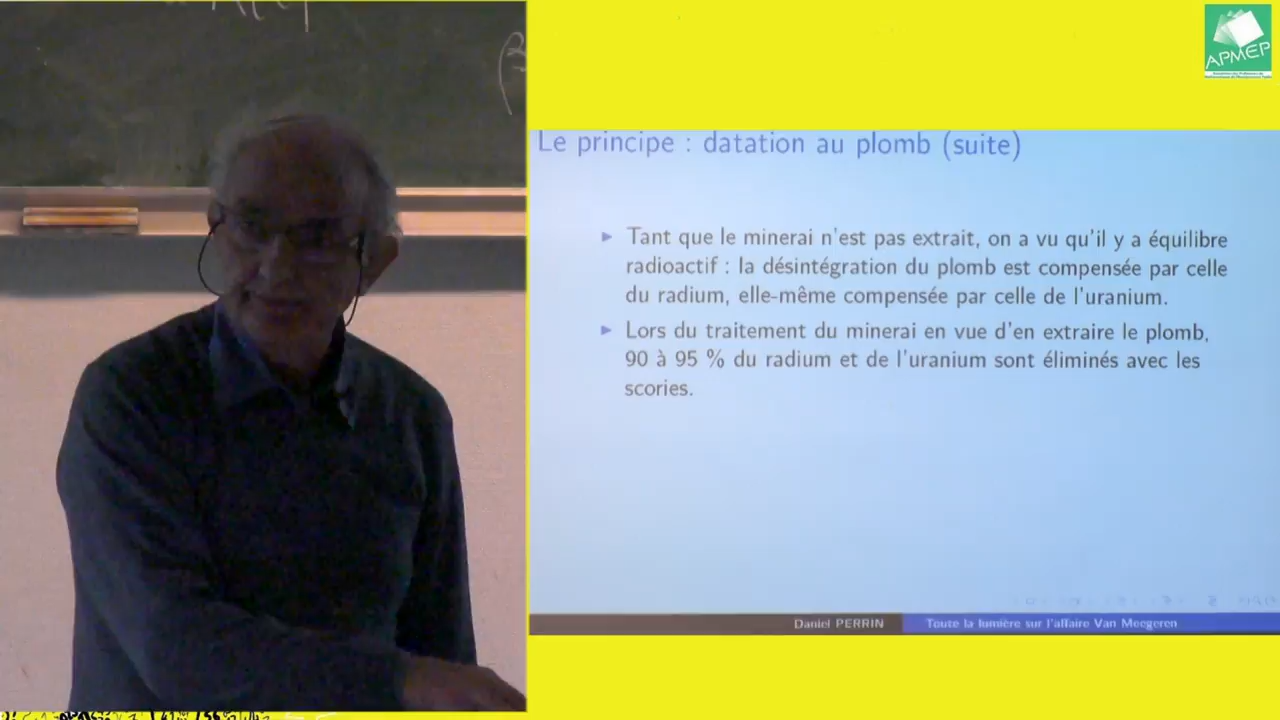 APMEP
Le principe : datation au plomb (suite)
Tant que le minerai n'est pas extrait, on a vu qu'il y a équilibre
radioactif : la désintégration du plomb est compensée par celle
du radium, elle-même compensée par celle de l'uranium.
Lors du traitement du minerai en vue d'en extraire le plomb,
90 à 95 % du radium et de l'uranium sont éliminés avec les
scories.
Daniel PERRIN
Toute la lumière sur l'affaire Van Meegeren